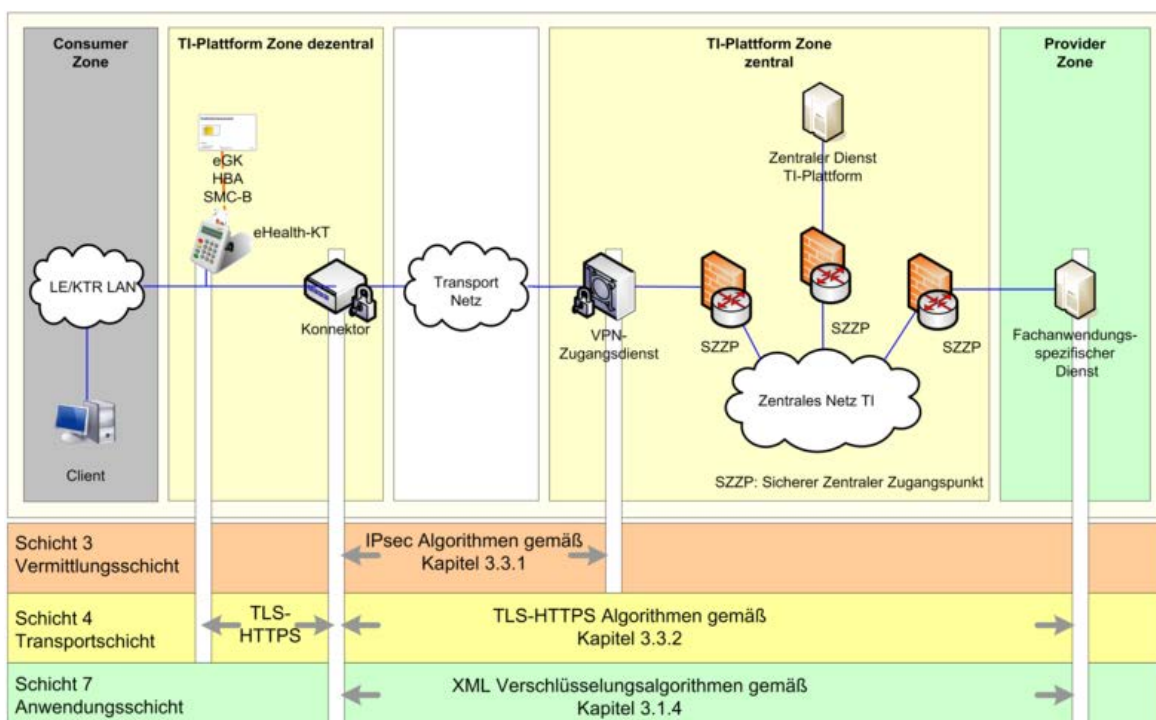 Consumer
Zone
TI-Plattform Zone dezentral
TI-Plattform Zone
zentral
Provider
Zone
eGK
HBA
SMC-B
eHealth-KT
LE/KTR LAN
Konnektor
Transport
Netz
VPN-
Zugangsdienst
SZZP
Zentraler Dienst
TI-Plattform
SZZP
SZZP
Fachanwendungs-
spezifischer
Dienst
Zentrales Netz TI
Client
SZZP: Sicherer Zentraler Zugangspunkt
Schicht 3
Vermittlungsschicht
IPsec Algorithmen gemäß
Kapitel 3.3.1
Schicht 4
Transportschicht
TLS-
HTTPS
TLS-HTTPS Algorithmen gemäß
Kapitel 3.3.2
Schicht 7
Anwendungsschicht
XML Verschlüsselungsalgorithmen gemäß
Kapitel 3.1.4